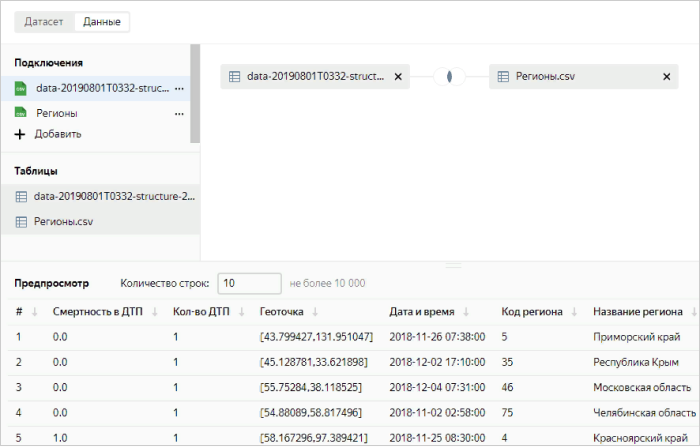 Датасет Данные
Подключения
data-20190801T0332-struc... ...
Регионы ...
+ Добавить
Таблицы
data-20190801T0332-structure-2...
Регионы.csv
data-20190801T0332-struct... ×
Регионы.csv ×
Предпросмотр Количество строк: 10 не более 10 000
# Смертность в ДТП Кол-во ДТП Геоточка Дата и время Код региона Название региона
1 0.0 1 [43.799427,131.951047] 2018-11-26 07:38:00 5 Приморский край
2 0.0 1 [45.128781,33.621898] 2018-12-02 17:10:00 35 Республика Крым
3 0.0 1 [55.75284,38.118525] 2018-12-04 07:31:00 46 Московская область
4 0.0 1 [54.88089,58.817496] 2018-11-02 02:58:00 75 Челябинская область
5 1.0 1 [58.167296,97.389421] 2018-11-25 08:30:00 4 Красноярский край